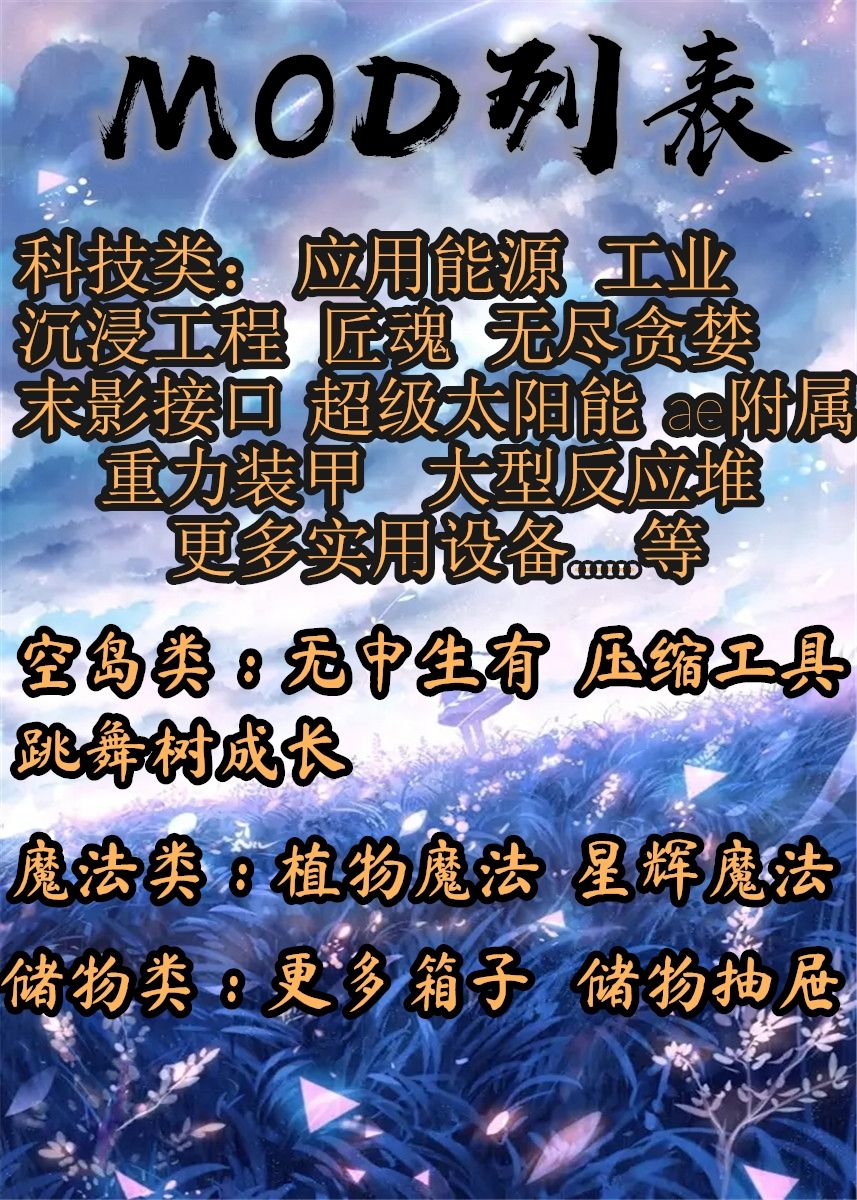 MOD列表
科技类： 应用能源 工业
沉浸工程 匠魂 无尽贪婪
末影接口 超级太阳能 ae附属
重力装甲 大型反应堆
更多实用设备......等
空岛类：无中生有 压缩工具
跳舞树成长
魔法类：植物魔法 星辉魔法
储物类：更多箱子 储物抽屉